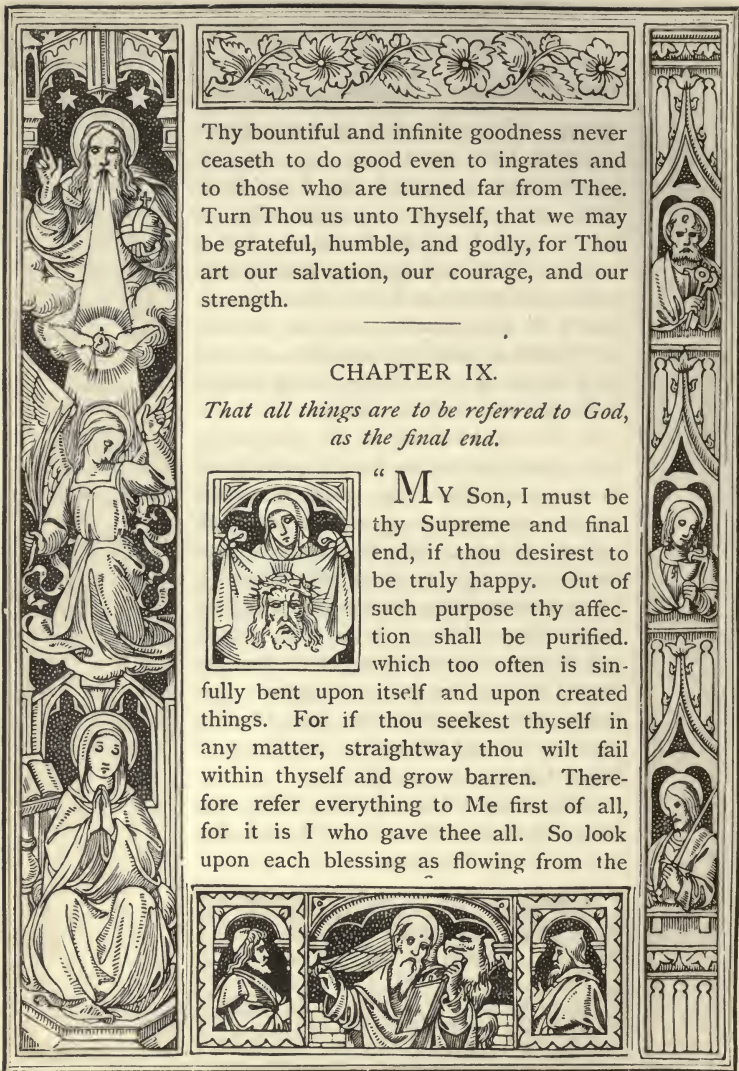 Thy bountiful and infinite goodness never
ceaseth to do good even to ingrates and
to those who are turned far from Thee.
Turn Thou us unto Thyself, that we may
be grateful, humble, and godly, for Thou
art our salvation, our courage, and our
strength.
CHAPTER IX.
That all things are to be referred to God,
as the final end.
“ MY Son, I must be
thy Supreme and final
end, if thou desirest to
be truly happy. Out of
such purpose thy affec-
tion shall be purified.
which too often is sin-
fully bent upon itself and upon created
things. For if thou seekest thyself in
any matter, straightway thou wilt fail
within thyself and grow barren. There-
fore refer everything to Me first of all,
for it is I who gave thee all. So look
upon each blessing as flowing from the